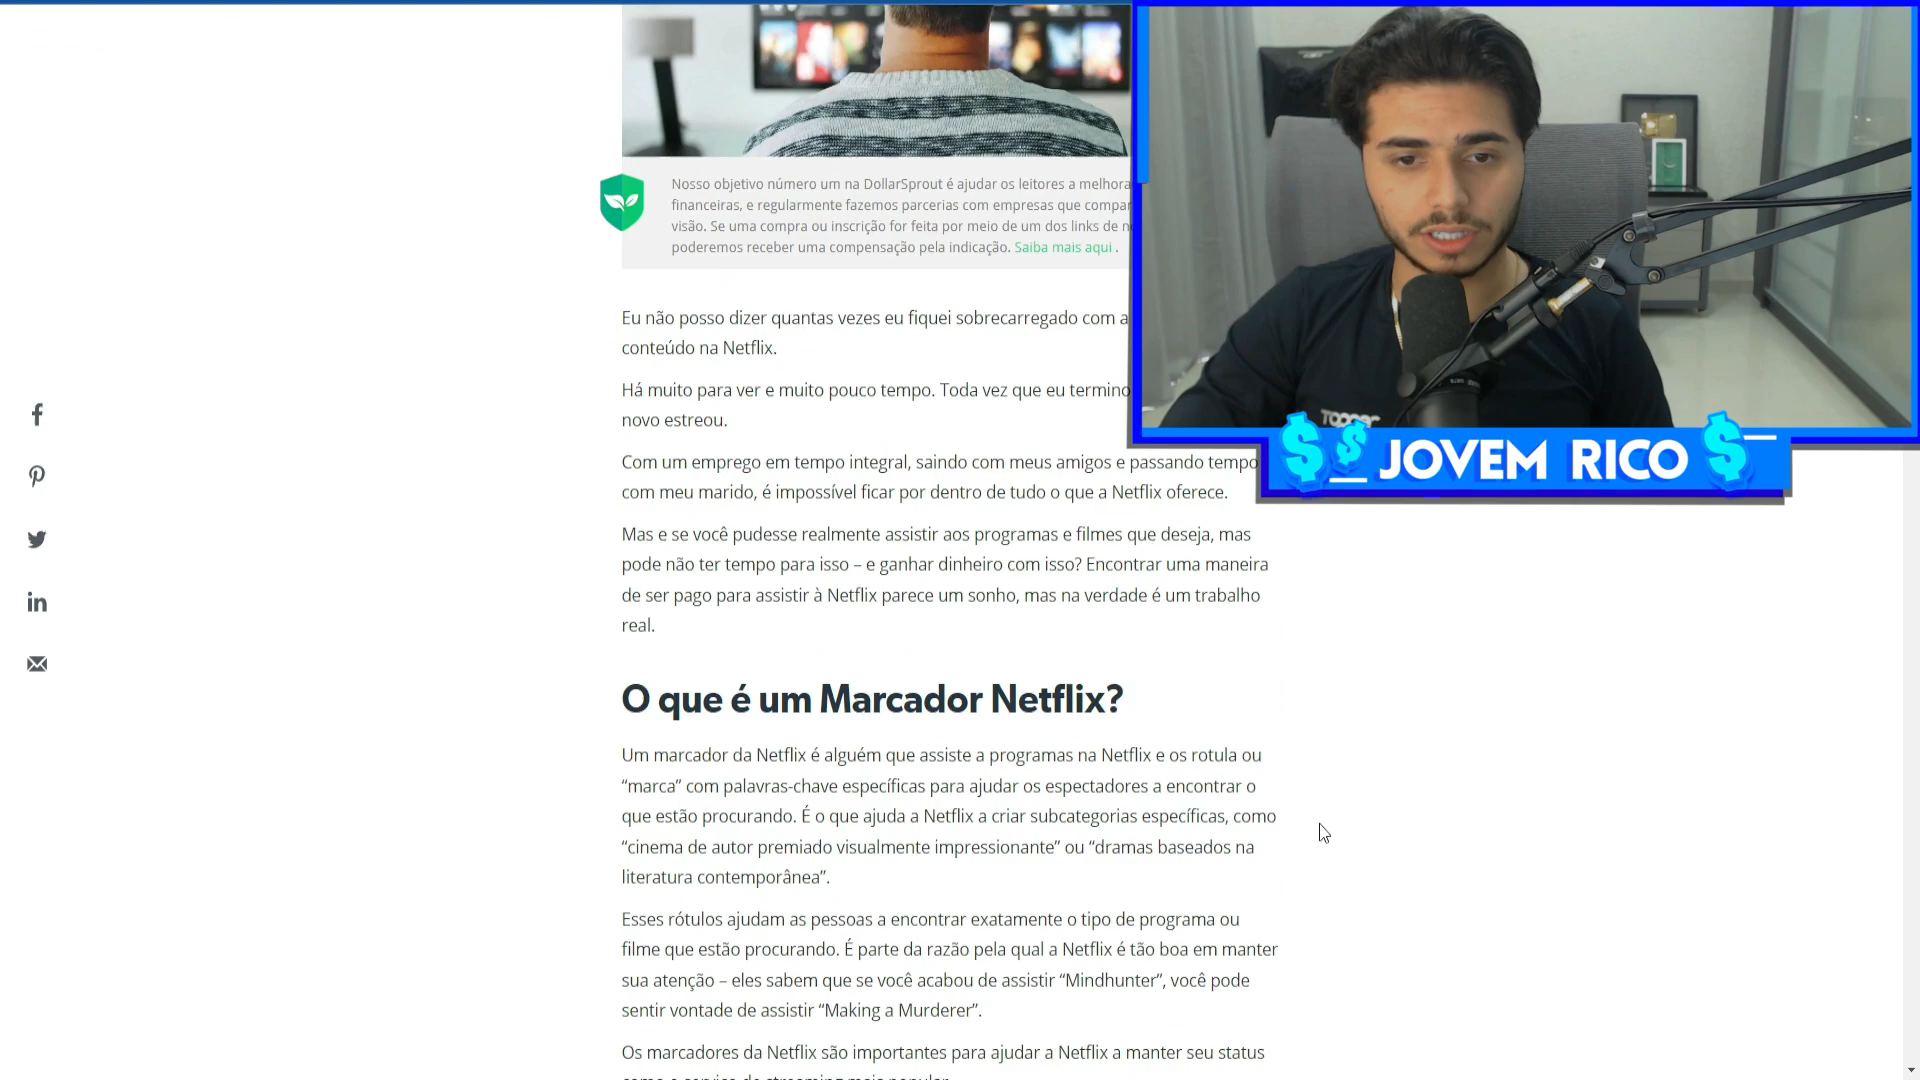 Nosso objetivo número um na DollarSprout é ajudar os leitores a melhora
financeiras, e regularmente fazemos parcerias com empresas que compar
visão. Se uma compra ou inscrição for feita por meio de um dos links de n
poderemos receber uma compensação pela indicação. Saiba mais aqui .
Eu não posso dizer quantas vezes eu fiquei sobrecarregado com a
conteúdo na Netflix.
Há muito para ver e muito pouco tempo. Toda vez que eu termino
novo estreou.
Com um emprego em tempo integral, saindo com meus amigos e passando tempo
com meu marido, é impossível ficar por dentro de tudo o que a Netflix oferece.
Mas e se você pudesse realmente assistir aos programas e filmes que deseja, mas
pode não ter tempo para isso – e ganhar dinheiro com isso? Encontrar uma maneira
de ser pago para assistir à Netflix parece um sonho, mas na verdade é um trabalho
real.
O que é um Marcador Netflix?
Um marcador da Netflix é alguém que assiste a programas na Netflix e os rotula ou
“marca” com palavras-chave específicas para ajudar os espectadores a encontrar o
que estão procurando. É o que ajuda a Netflix a criar subcategorias específicas, como
“cinema de autor premiado visualmente impressionante” ou “dramas baseados na
literatura contemporânea”.
Esses rótulos ajudam as pessoas a encontrar exatamente o tipo de programa ou
filme que estão procurando. É parte da razão pela qual a Netflix é tão boa em manter
sua atenção – eles sabem que se você acabou de assistir “Mindhunter”, você pode
sentir vontade de assistir “Making a Murderer”.
Os marcadores da Netflix são importantes para ajudar a Netflix a manter seu status
$ $ JOVEM RICO $